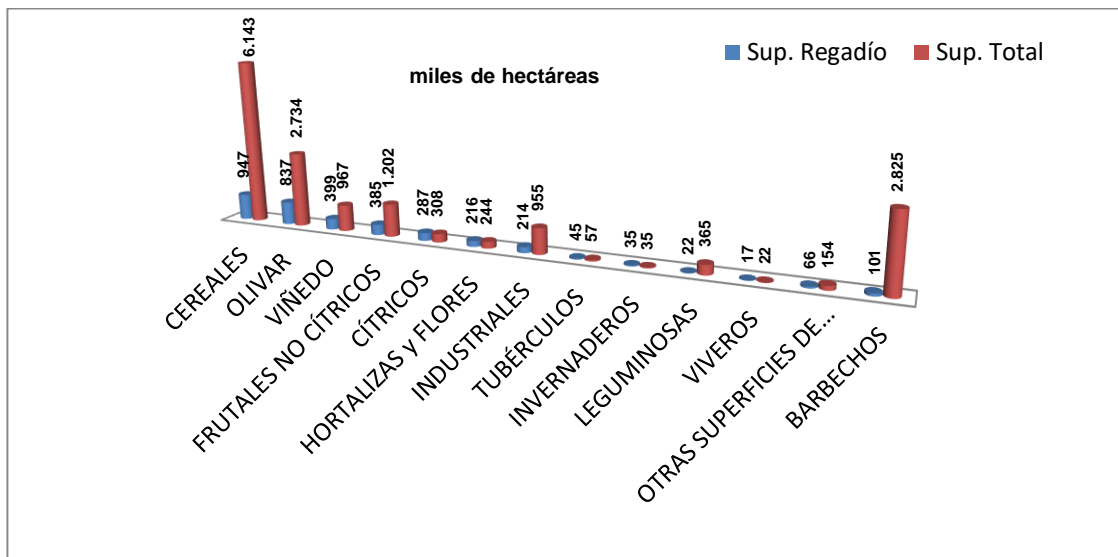 Sup. Regadío
Sup. Total
miles de hectáreas
947
6.143
837
2.734
399
967
385
1.202
287
308
216
244
214
955
45
57
35
35
22
365
17
22
66
154
101
2.825
CEREALES
OLIVAR
VIÑEDO
FRUTALES NO CÍTRICOS
CÍTRICOS
HORTALIZAS y FLORES
INDUSTRIALES
TUBÉRCULOS
INVERNADEROS
LEGUMINOSAS
VIVEROS
OTRAS SUPERFICIES DE...
BARBECHOS